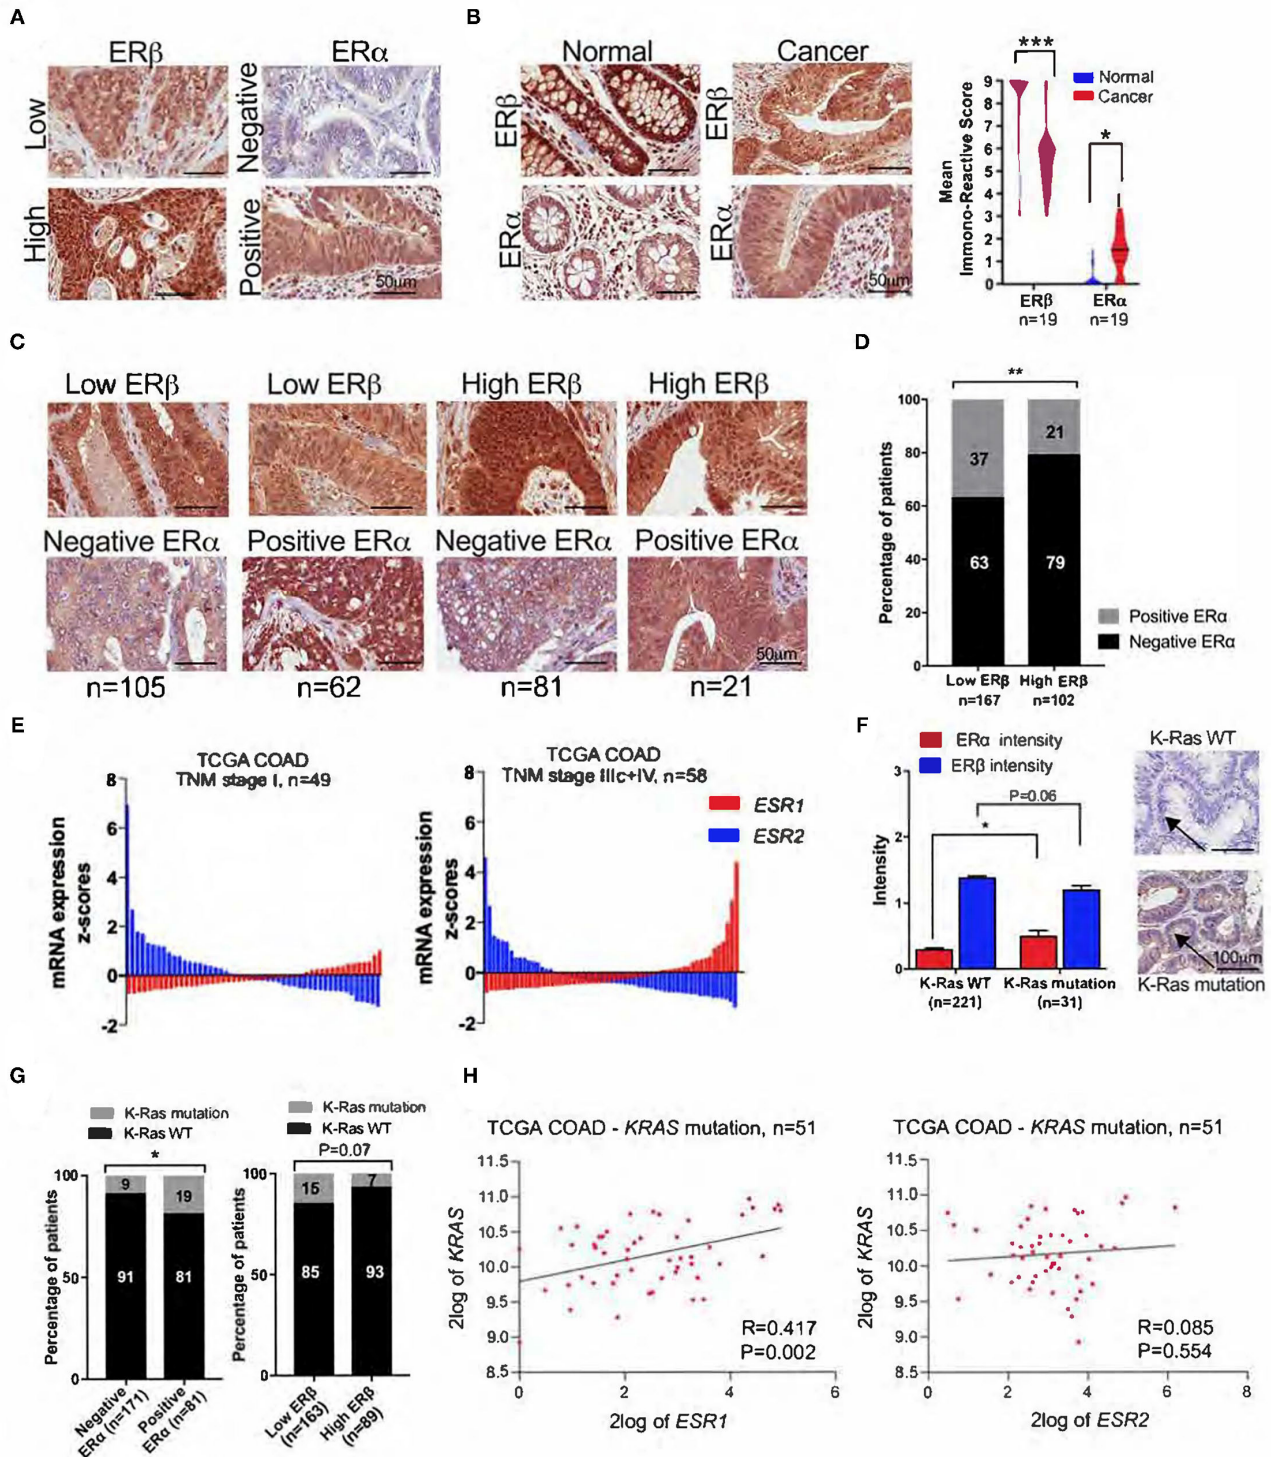 A
ERβ
ERα
Low
Negative
High
Positive
50μm
B
Normal
Cancer
ERβ
ERβ
ERα
ERα
50μm
***
Normal
Cancer
*
Mean
Immono-Reactive Score
9
8
7
6
5
4
3
2
1
0
ERβ
n=19
ERα
n=19
C
Low ERβ
Low ERβ
High ERβ
High ERβ
Negative ERα
Positive ERα
Negative ERα
Positive ERα
50μm
n=105
n=62
n=81
n=21
D
**
Percentage of patients
100
80
60
40
20
0
37
63
21
79
Positive ERα
Negative ERα
Low ERβ
n=167
High ERβ
n=102
E
TCGA COAD
TNM stage I, n=49
mRNA expression
z-scores
8
6
4
2
0
-2
TCGA COAD
TNM stage IIIc+IV, n=58
mRNA expression
z-scores
8
6
4
2
0
-2
ESR1
ESR2
F
ERα intensity
ERβ intensity
P=0.06
*
Intensity
3
2
1
0
K-Ras WT
(n=221)
K-Ras mutation
(n=31)
K-Ras WT
100μm
K-Ras mutation
G
K-Ras mutation
K-Ras WT
*
Percentage of patients
100
50
0
9
91
19
81
Negative
ERα (n=171)
Positive
ERα (n=81)
K-Ras mutation
K-Ras WT
P=0.07
Percentage of patients
100
50
0
15
85
7
93
Low ERβ
(n=163)
High ERβ
(n=89)
H
TCGA COAD - KRAS mutation, n=51
2log of KRAS
11.5
11.0
10.5
10.0
9.5
9.0
8.5
R=0.417
P=0.002
0
2
4
6
2log of ESR1
TCGA COAD - KRAS mutation, n=51
2log of KRAS
11.5
11.0
10.5
10.0
9.5
9.0
8.5
R=0.085
P=0.554
0
2
4
6
8
2log of ESR2